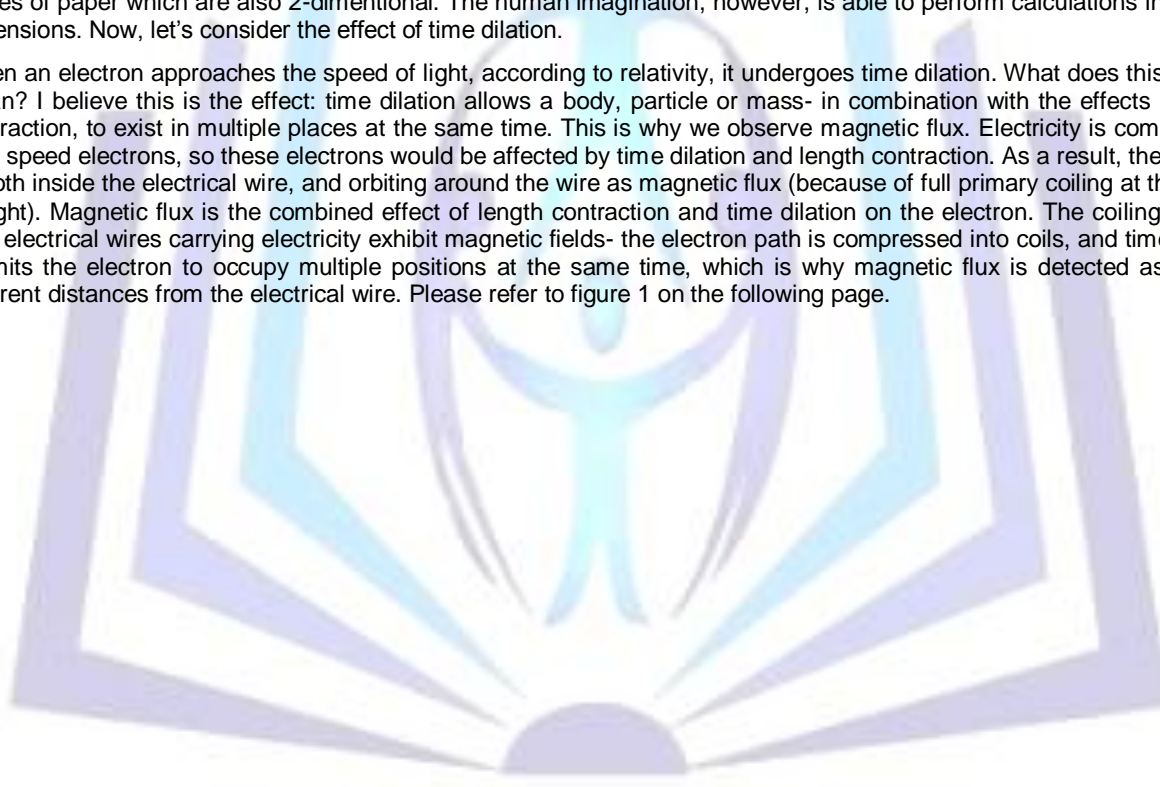 es of paper which are also 2-dimentional. The human imagination, however, is able to perform calculations in
ensions. Now, let's consider the effect of time dilation.
en an electron approaches the speed of light, according to relativity, it undergoes time dilation. What does this
n? I believe this is the effect: time dilation allows a body, particle or mass- in combination with the effects
raction, to exist in multiple places at the same time. This is why we observe magnetic flux. Electricity is com
speed electrons, so these electrons would be affected by time dilation and length contraction. As a result, the
oth inside the electrical wire, and orbiting around the wire as magnetic flux (because of full primary coiling at th
ght). Magnetic flux is the combined effect of length contraction and time dilation on the electron. The coiling
electrical wires carrying electricity exhibit magnetic fields- the electron path is compressed into coils, and time
mits the electron to occupy multiple positions at the same time, which is why magnetic flux is detected as
erent distances from the electrical wire. Please refer to figure 1 on the following page.